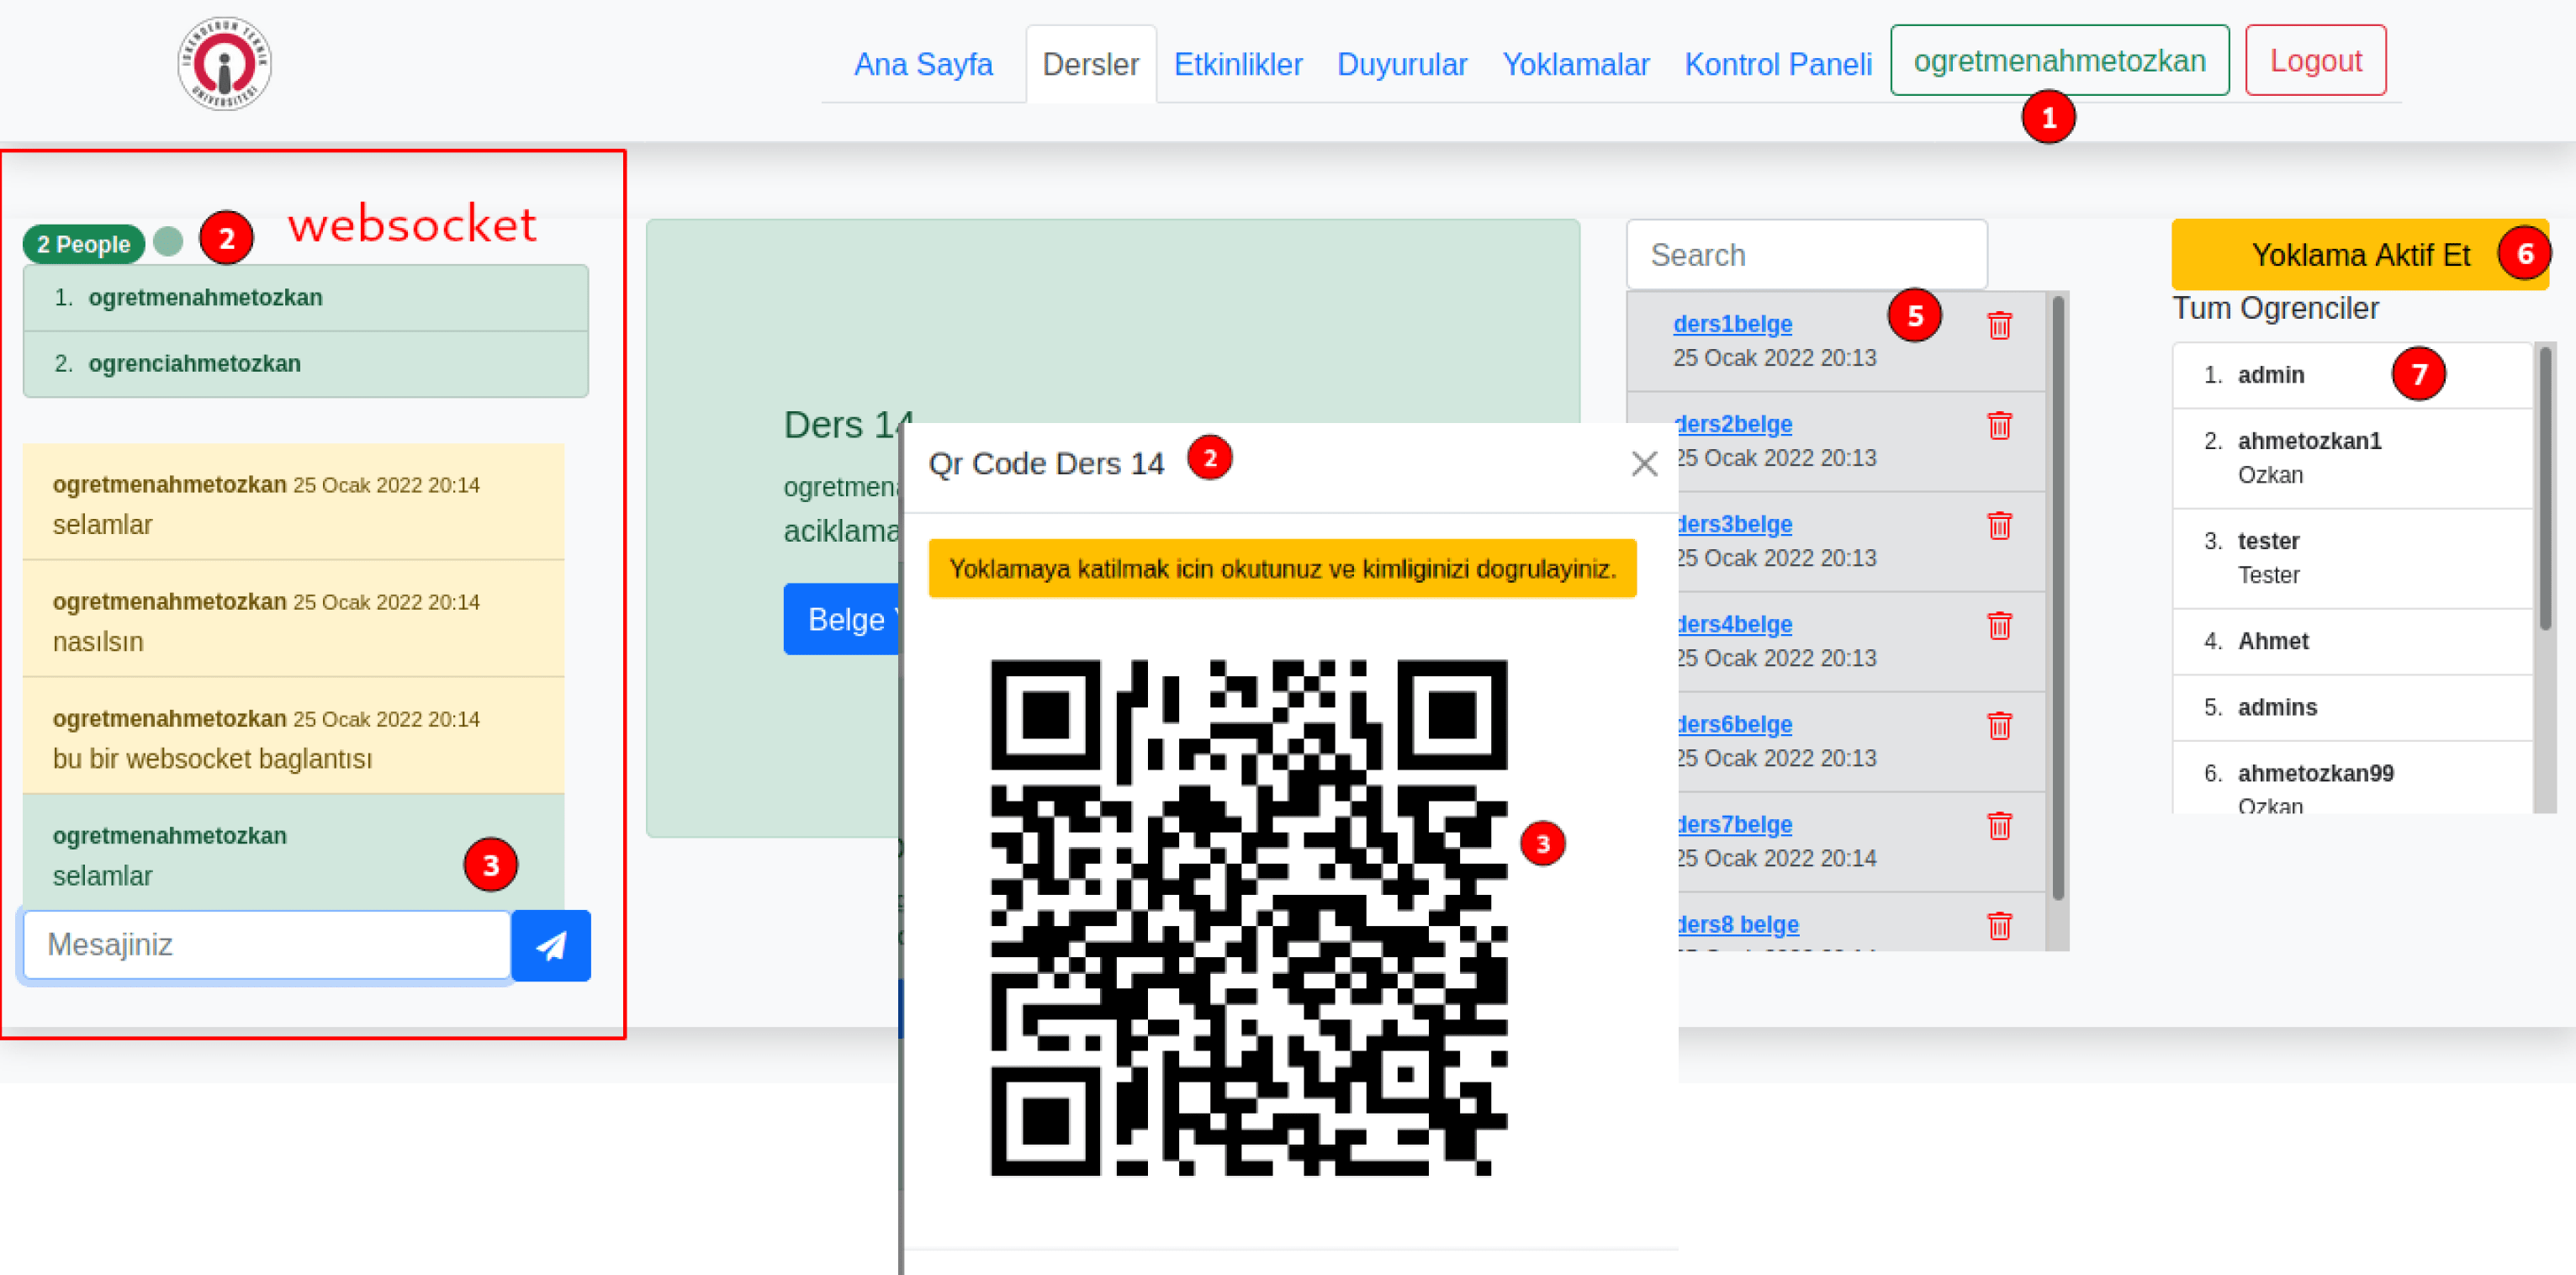 İSKENDERUN TEKNİK
ÜNİVERSİTESİ
Ana Sayfa
Dersler
Etkinlikler
Duyurular
Yoklamalar
Kontrol Paneli
ogretmenahmetozkan
Logout
1
2 People
2
websocket
1. ogretmenahmetozkan
2. ogrenciahmetozkan
ogretmenahmetozkan 25 Ocak 2022 20:14
selamlar
ogretmenahmetozkan 25 Ocak 2022 20:14
nasılsın
ogretmenahmetozkan 25 Ocak 2022 20:14
bu bir websocket baglantısı
ogretmenahmetozkan
selamlar
3
Mesajiniz
Ders 14
aciklama
Belge
Qr Code Ders 14
2
Yoklamaya katilmak icin okutunuz ve kimliginizi dogrulayiniz.
3
Search
5
ders1belge
25 Ocak 2022 20:13
ders2belge
25 Ocak 2022 20:13
ders3belge
25 Ocak 2022 20:13
ders4belge
25 Ocak 2022 20:13
ders6belge
25 Ocak 2022 20:13
ders7belge
25 Ocak 2022 20:14
ders8 belge
Yoklama Aktif Et
6
Tum Ogrenciler
1. admin
7
2. ahmetozkan1
Ozkan
3. tester
Tester
4. Ahmet
5. admins
6. ahmetozkan99
Ozkan